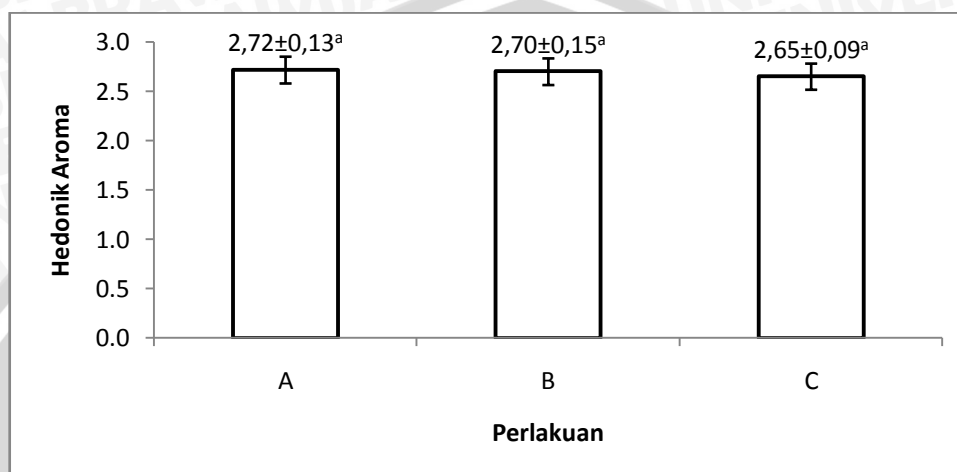 2,72±0,13ᵃ
2,70±0,15ᵃ
2,65±0,09ᵃ
3.0
2.5
2.0
1.5
1.0
0.5
0.0
Hedonik Aroma
A
B
C
Perlakuan